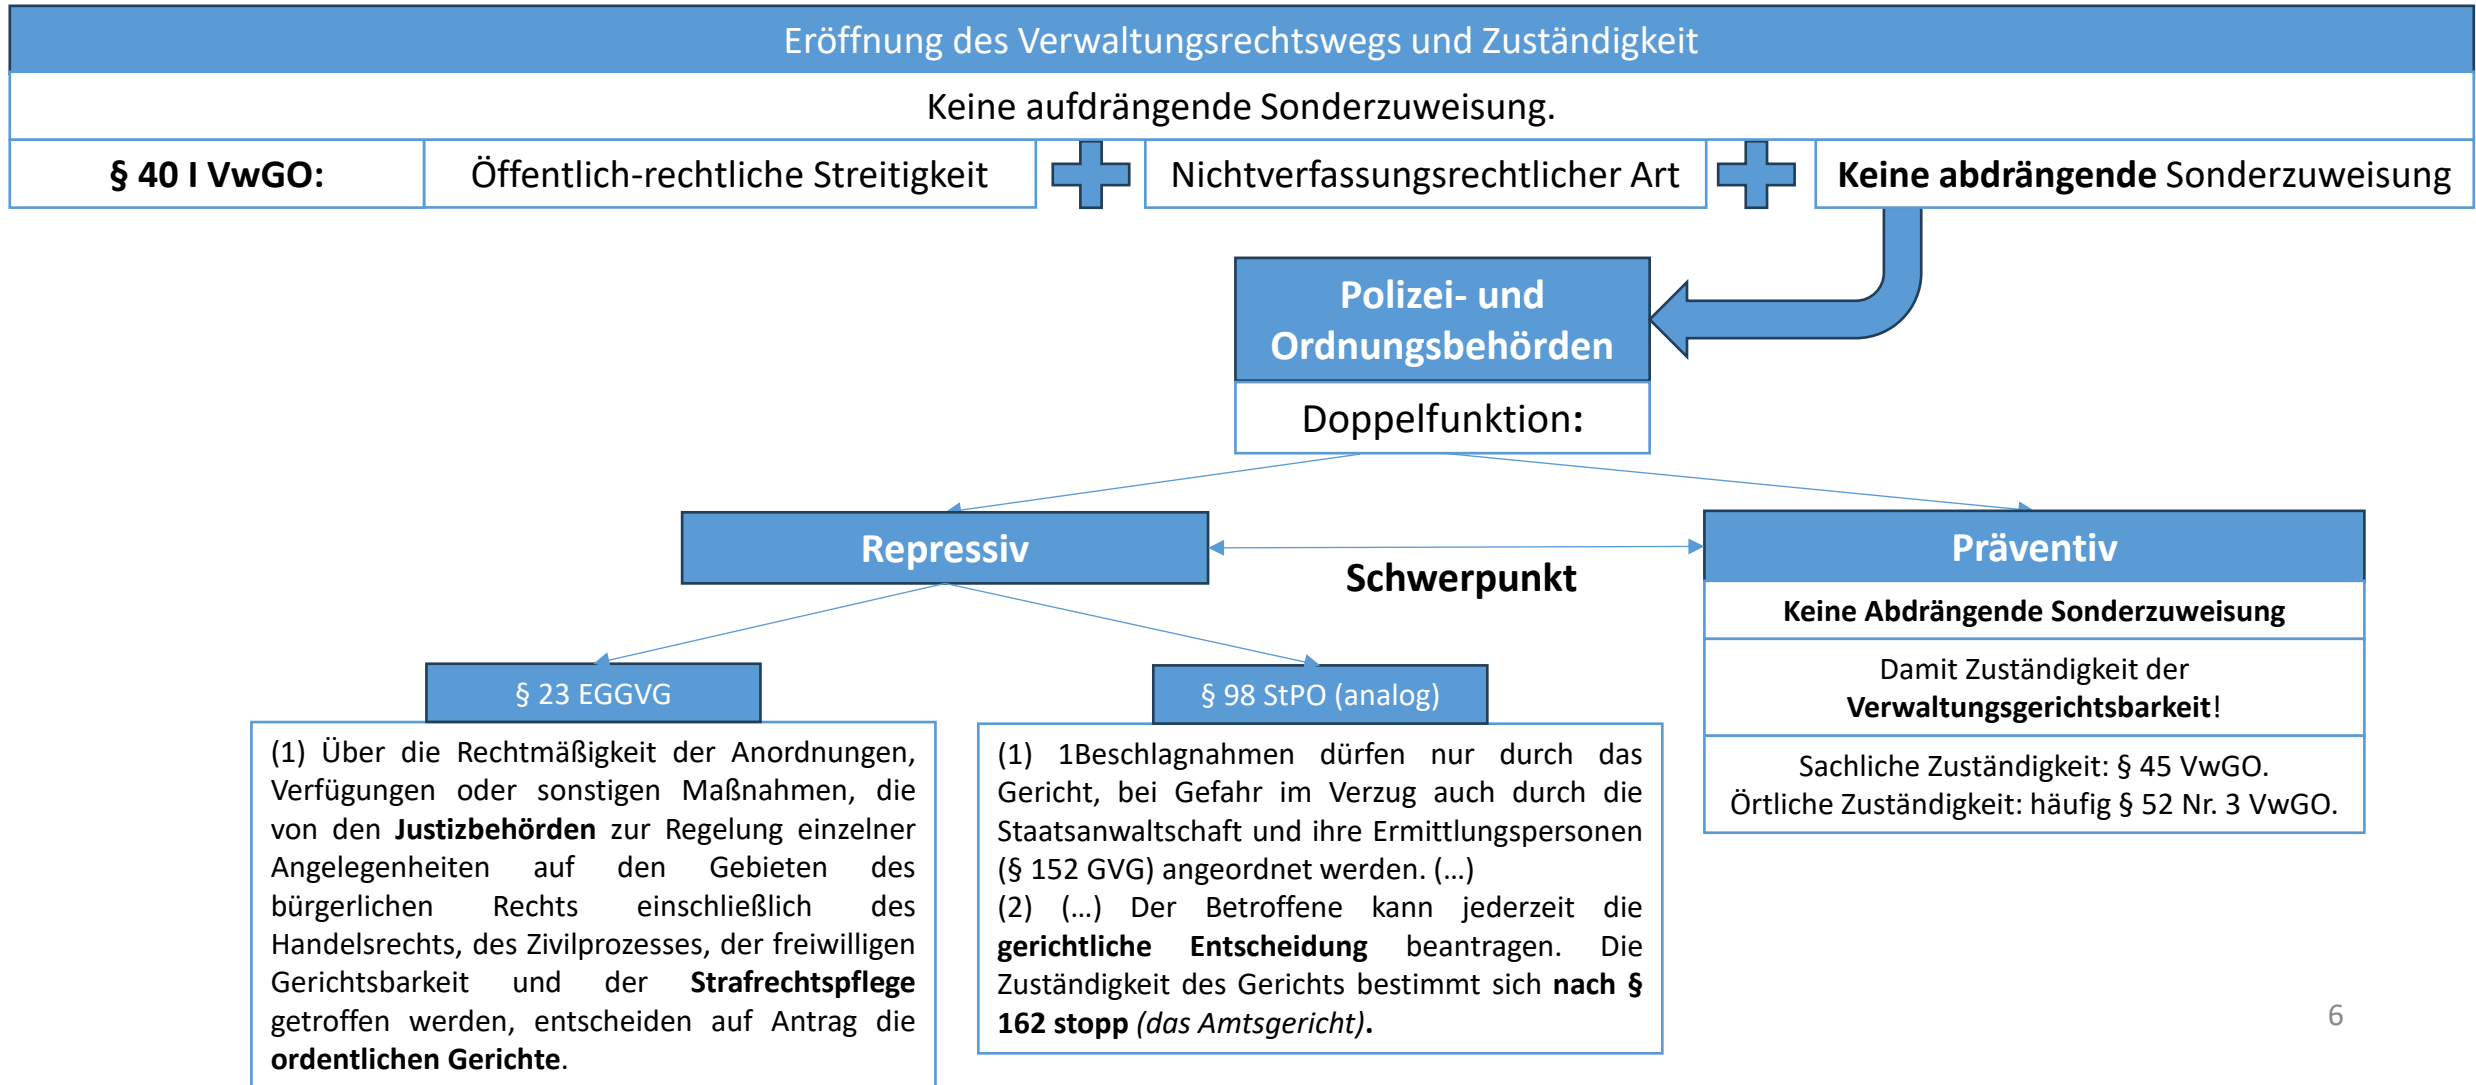 Eröffnung des Verwaltungsrechtswegs und Zuständigkeit
Keine aufdrängende Sonderzuweisung.
§ 40 I VwGO:
Öffentlich-rechtliche Streitigkeit
Nichtverfassungsrechtlicher Art
Keine abdrängende Sonderzuweisung
Polizei- und
Ordnungsbehörden
Doppelfunktion:
Repressiv
Schwerpunkt
Präventiv
Keine Abdrängende Sonderzuweisung
Damit Zuständigkeit der
Verwaltungsgerichtsbarkeit!
Sachliche Zuständigkeit: § 45 VwGO.
Örtliche Zuständigkeit: häufig § 52 Nr. 3 VwGO.
§ 23 EGGVG
(1) Über die Rechtmäßigkeit der Anordnungen,
Verfügungen oder sonstigen Maßnahmen, die
von den Justizbehörden zur Regelung einzelner
Angelegenheiten auf den Gebieten des
bürgerlichen Rechts einschließlich des
Handelsrechts, des Zivilprozesses, der freiwilligen
Gerichtsbarkeit und der Strafrechtspflege
getroffen werden, entscheiden auf Antrag die
ordentlichen Gerichte.
§ 98 StPO (analog)
(1) 1Beschlagnahmen dürfen nur durch das
Gericht, bei Gefahr im Verzug auch durch die
Staatsanwaltschaft und ihre Ermittlungspersonen
(§ 152 GVG) angeordnet werden. (…)
(2) (…) Der Betroffene kann jederzeit die
gerichtliche Entscheidung beantragen. Die
Zuständigkeit des Gerichts bestimmt sich nach §
162 stopp (das Amtsgericht).
6